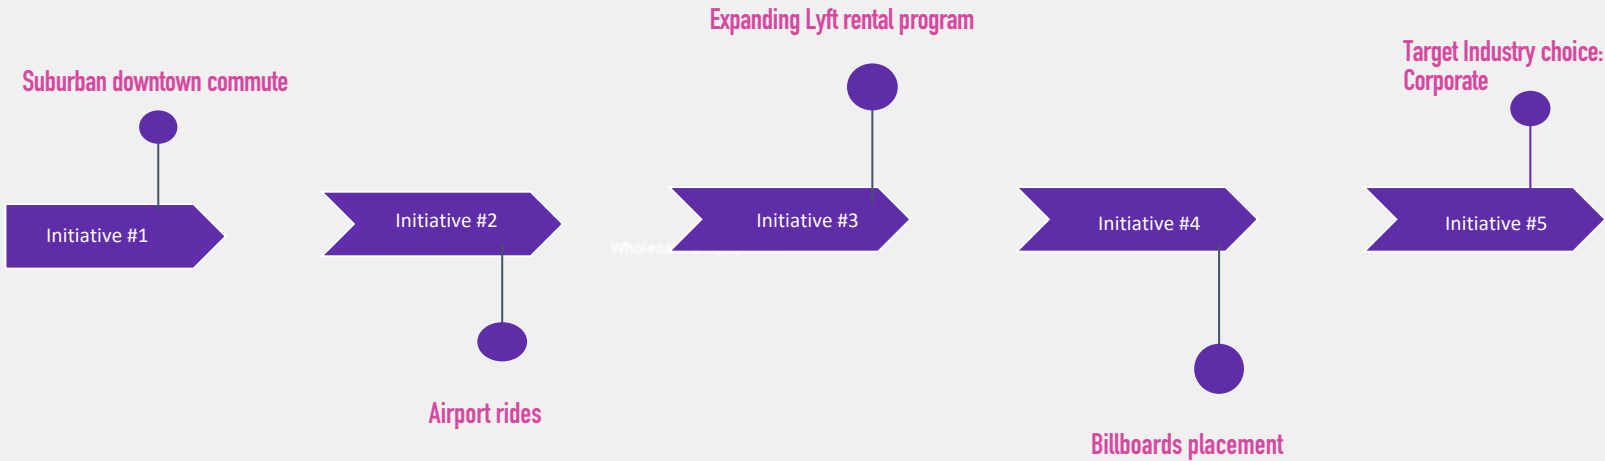 Expanding Lyft rental program
Suburban downtown commute
Target Industry choice:
Corporate
Initiative #1
Initiative #2
Initiative #3
Initiative #4
Initiative #5
Airport rides
Billboards placement